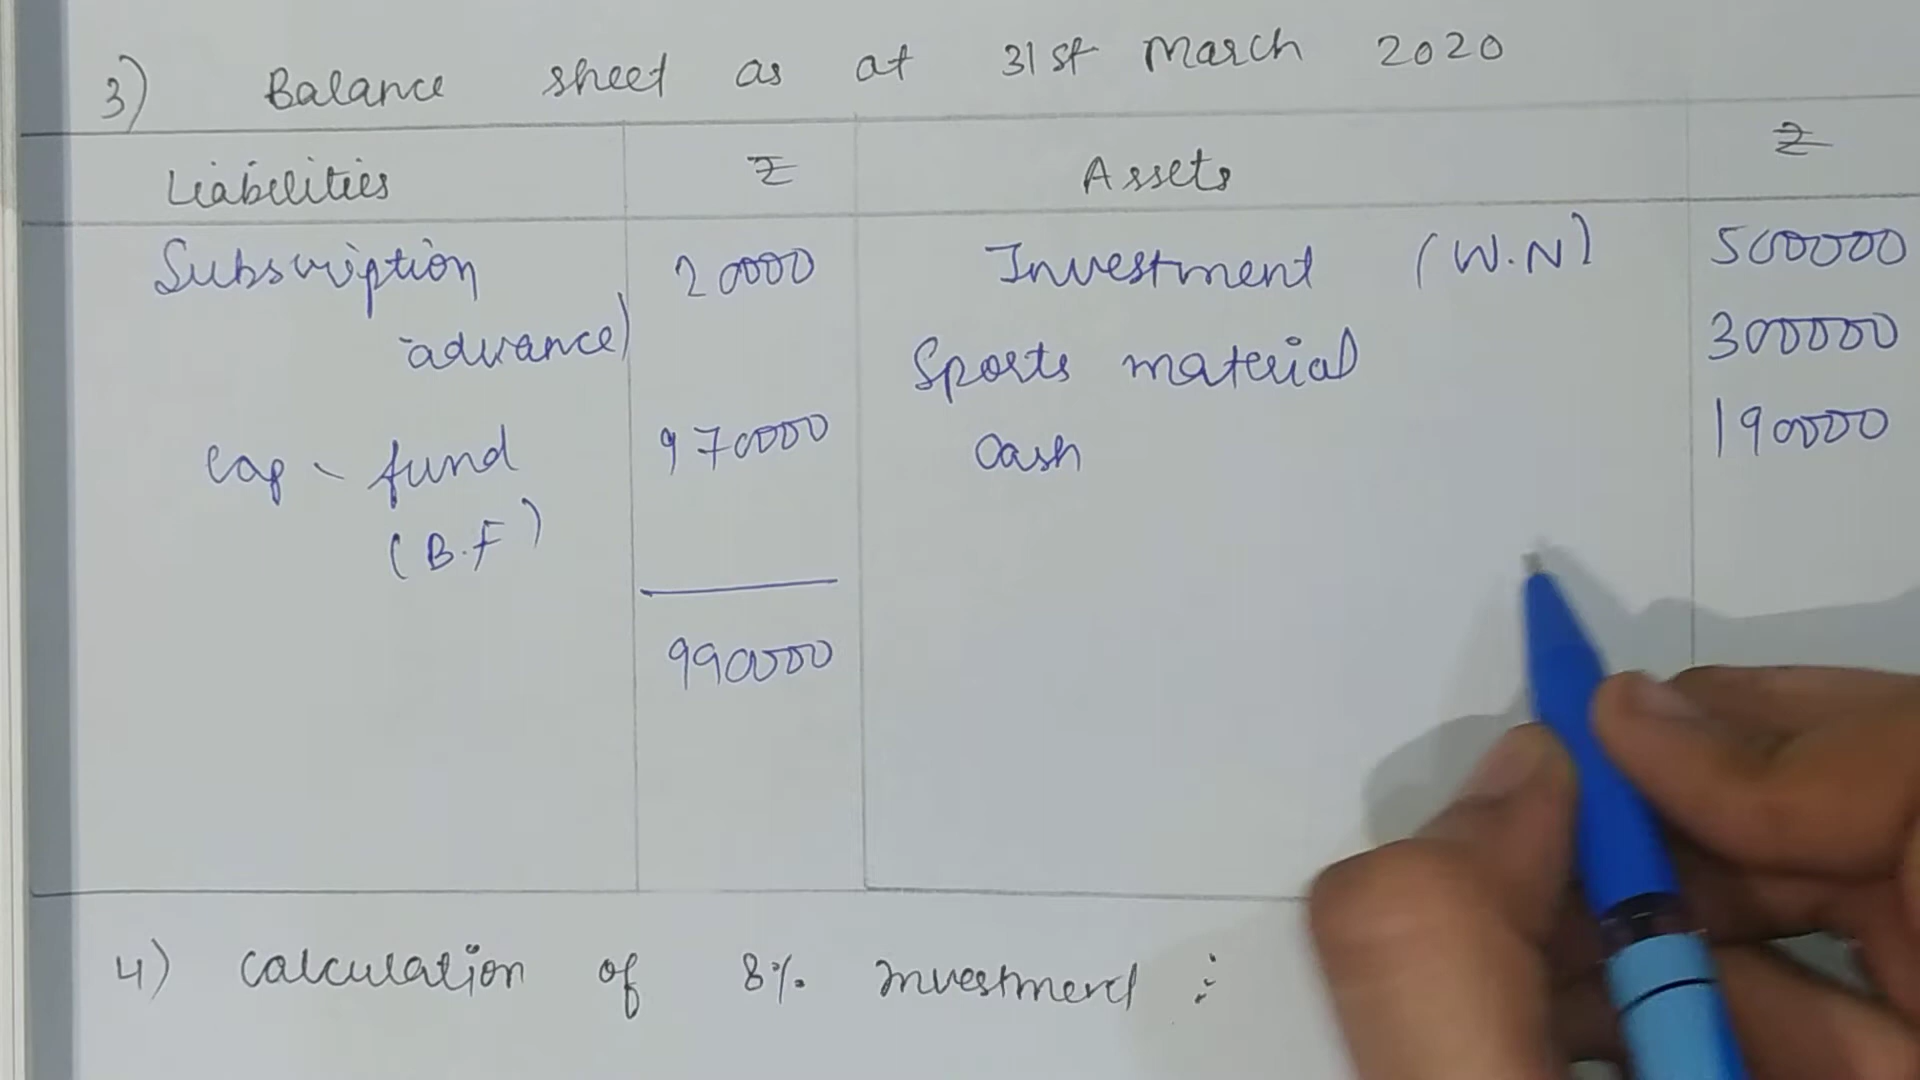 3) Balance sheet as at 31st March 2020
Liabilities ₹ Assets ₹
Subscription 20000 Investment (W.N) 500000
advance) Sports material 300000
Cap - fund 970000 Cash 190000
(B.F)
990000
4) Calculation of 8% Investment :-